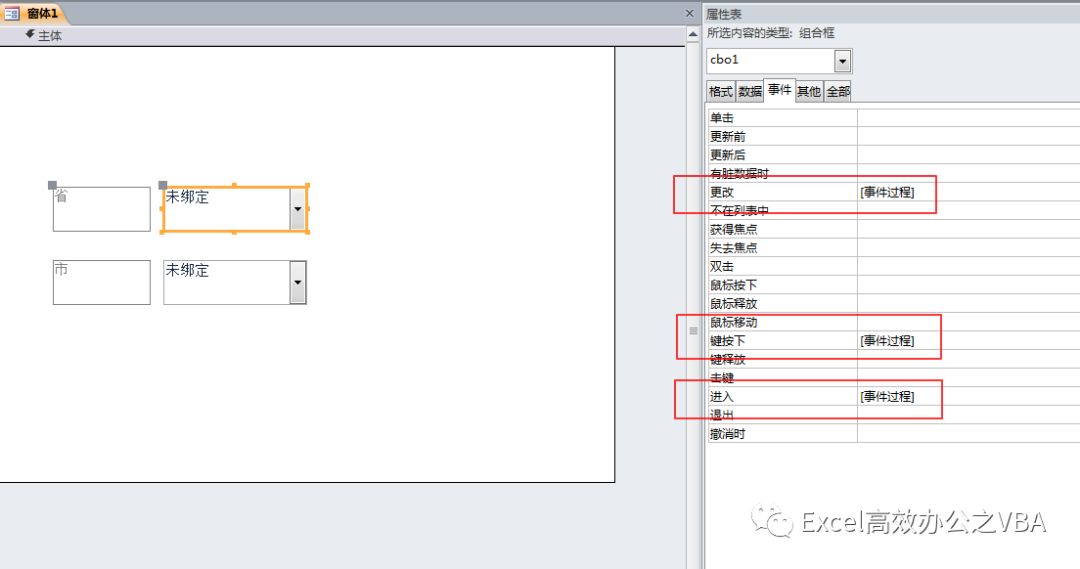 窗体1
主体
省
未绑定
市
未绑定
属性表
所选内容的类型: 组合框
cbo1
格式 数据 事件 其他 全部
单击
更新前
更新后
有脏数据时
更改 [事件过程]
不在列表中
获得焦点
失去焦点
双击
鼠标按下
鼠标释放
鼠标移动
键按下 [事件过程]
键释放
击键
进入 [事件过程]
退出
撤消时
Excel高效办公之VBA